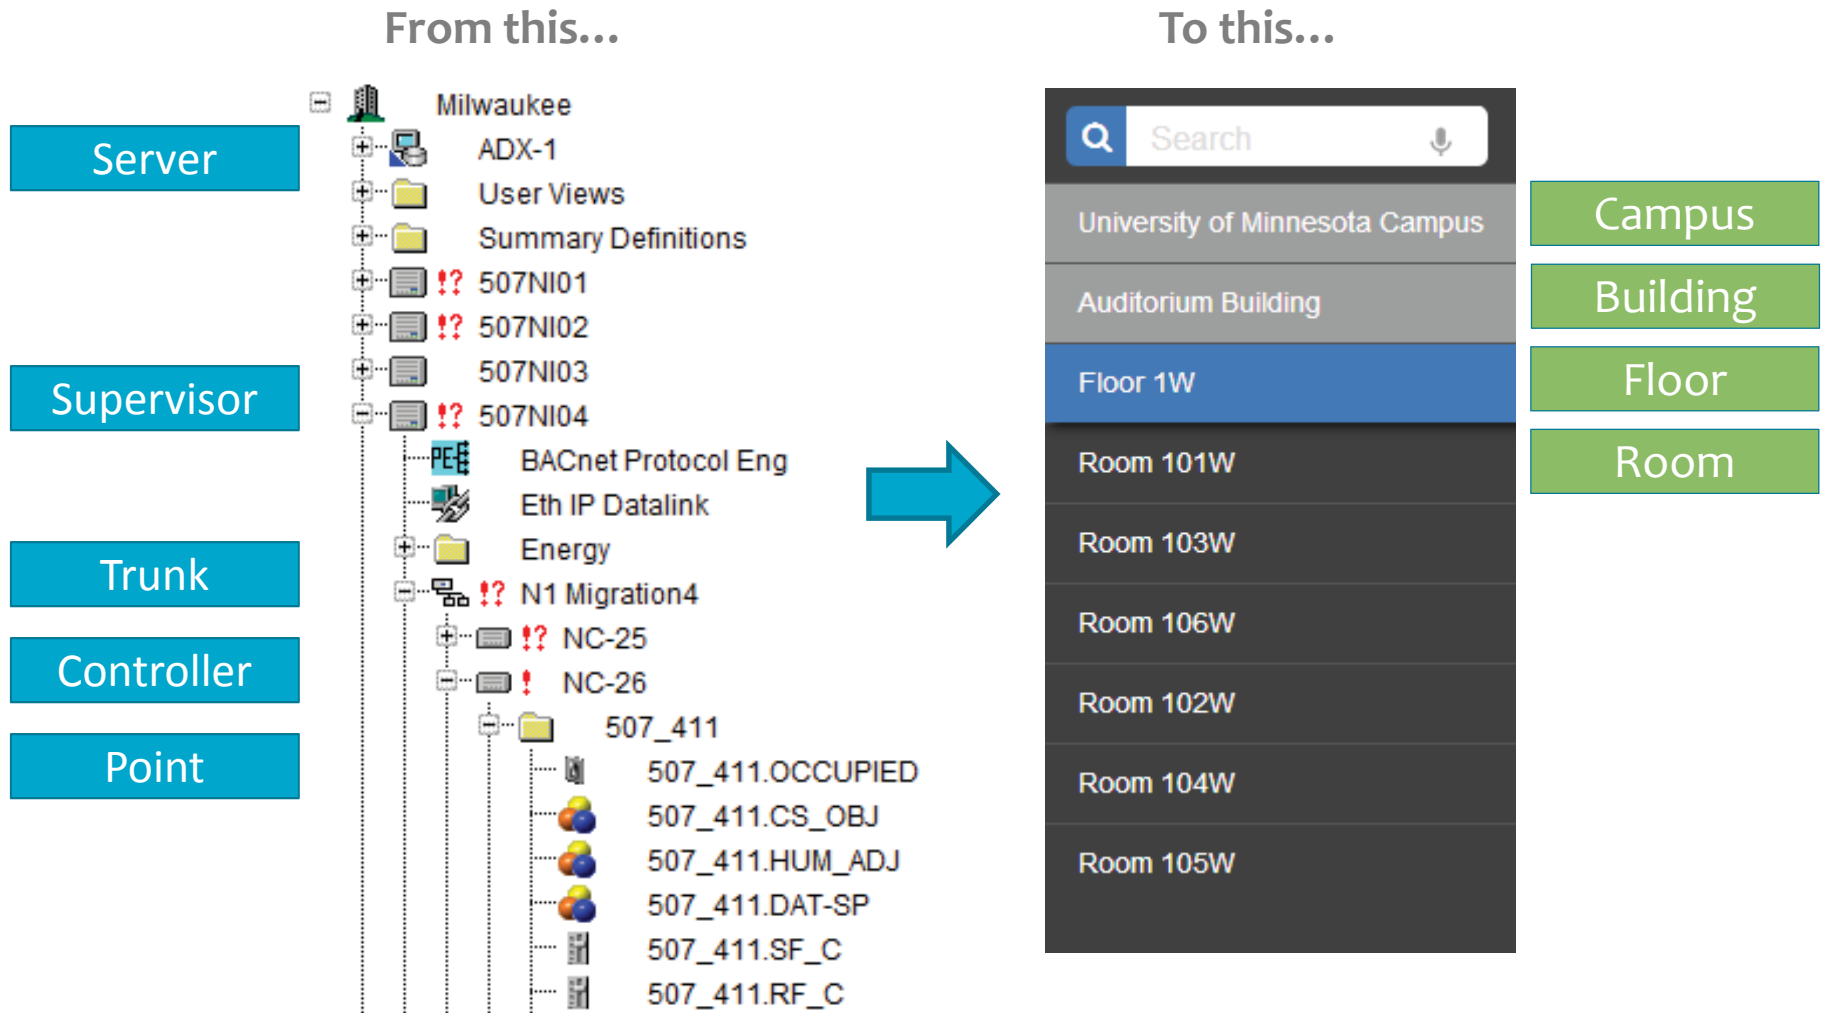 From this...
To this...
Server
Supervisor
Trunk
Controller
Point
Milwaukee
ADX-1
User Views
Summary Definitions
!? 507NI01
!? 507NI02
507NI03
!? 507NI04
PE BACnet Protocol Eng
Eth IP Datalink
Energy
!? N1 Migration4
!? NC-25
! NC-26
507_411
507_411.OCCUPIED
507_411.CS_OBJ
507_411.HUM_ADJ
507_411.DAT-SP
507_411.SF_C
507_411.RF_C
Search
University of Minnesota Campus
Auditorium Building
Floor 1W
Room 101W
Room 103W
Room 106W
Room 102W
Room 104W
Room 105W
Campus
Building
Floor
Room